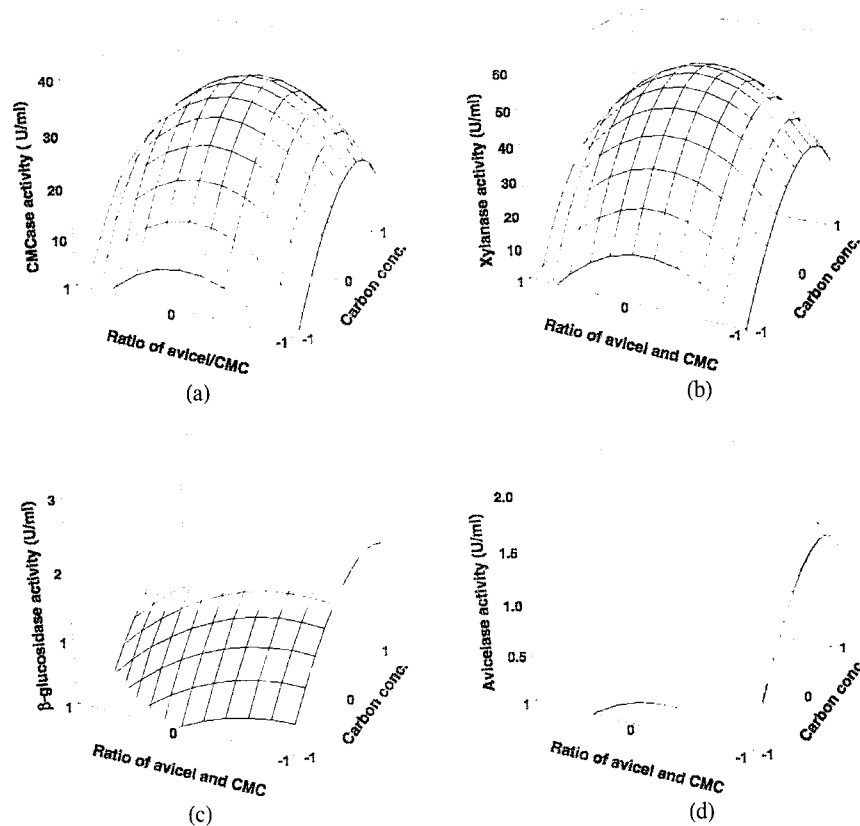 CMCase activity ( U/ml)
40
30
20
10
1
0
-1
Ratio of avicel/CMC
-1
0
1
Carbon conc.
(a)
Xylanase activity (U/ml)
60
50
40
30
20
10
1
0
-1
Ratio of avicel and CMC
-1
0
1
Carbon conc.
(b)
β-glucosidase activity (U/ml)
3
2
1
1
0
-1
Ratio of avicel and CMC
-1
0
1
Carbon conc.
(c)
Avicelase activity (U/ml)
2.0
1.5
1.0
0.5
1
0
-1
Ratio of avicel and CMC
-1
0
1
Carbon conc.
(d)